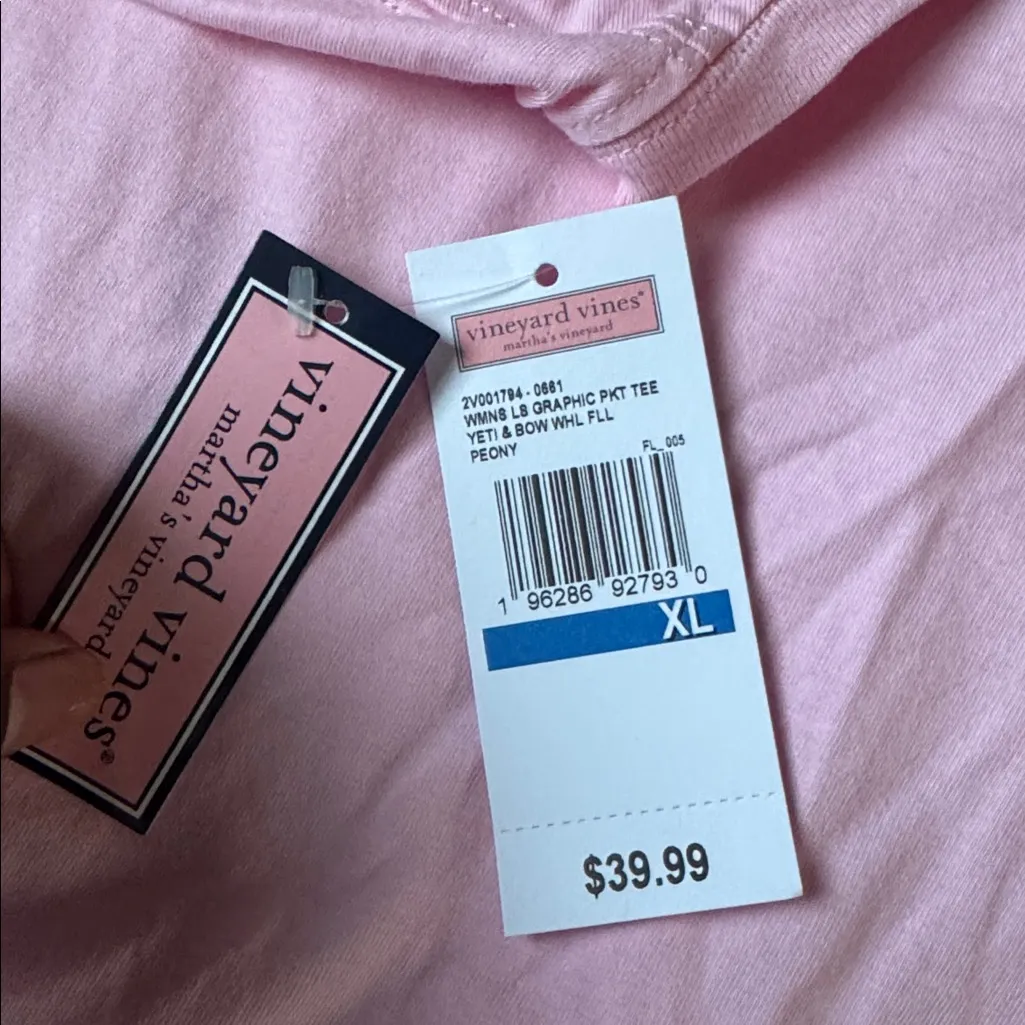 vineyard vines®
martha's vineyard
vineyard vines®
martha's vineyard
2V001794 - 0661
WMNS LS GRAPHIC PKT TEE
YETI & BOW WHL FLL
PEONY
FL_005
1 96286 92793 0
XL
$39.99